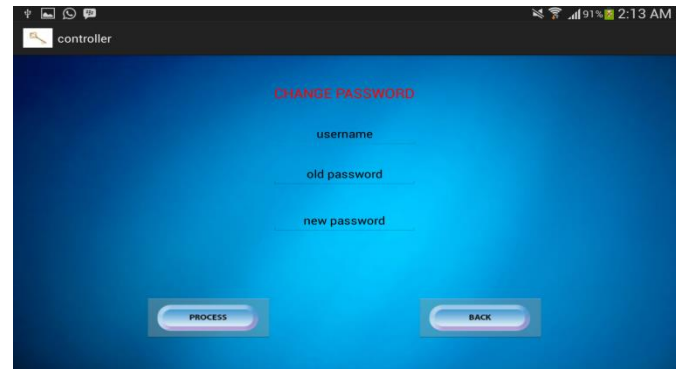 91% 2:13 AM
controller
CHANGE PASSWORD
username
old password
new password
PROCESS
BACK